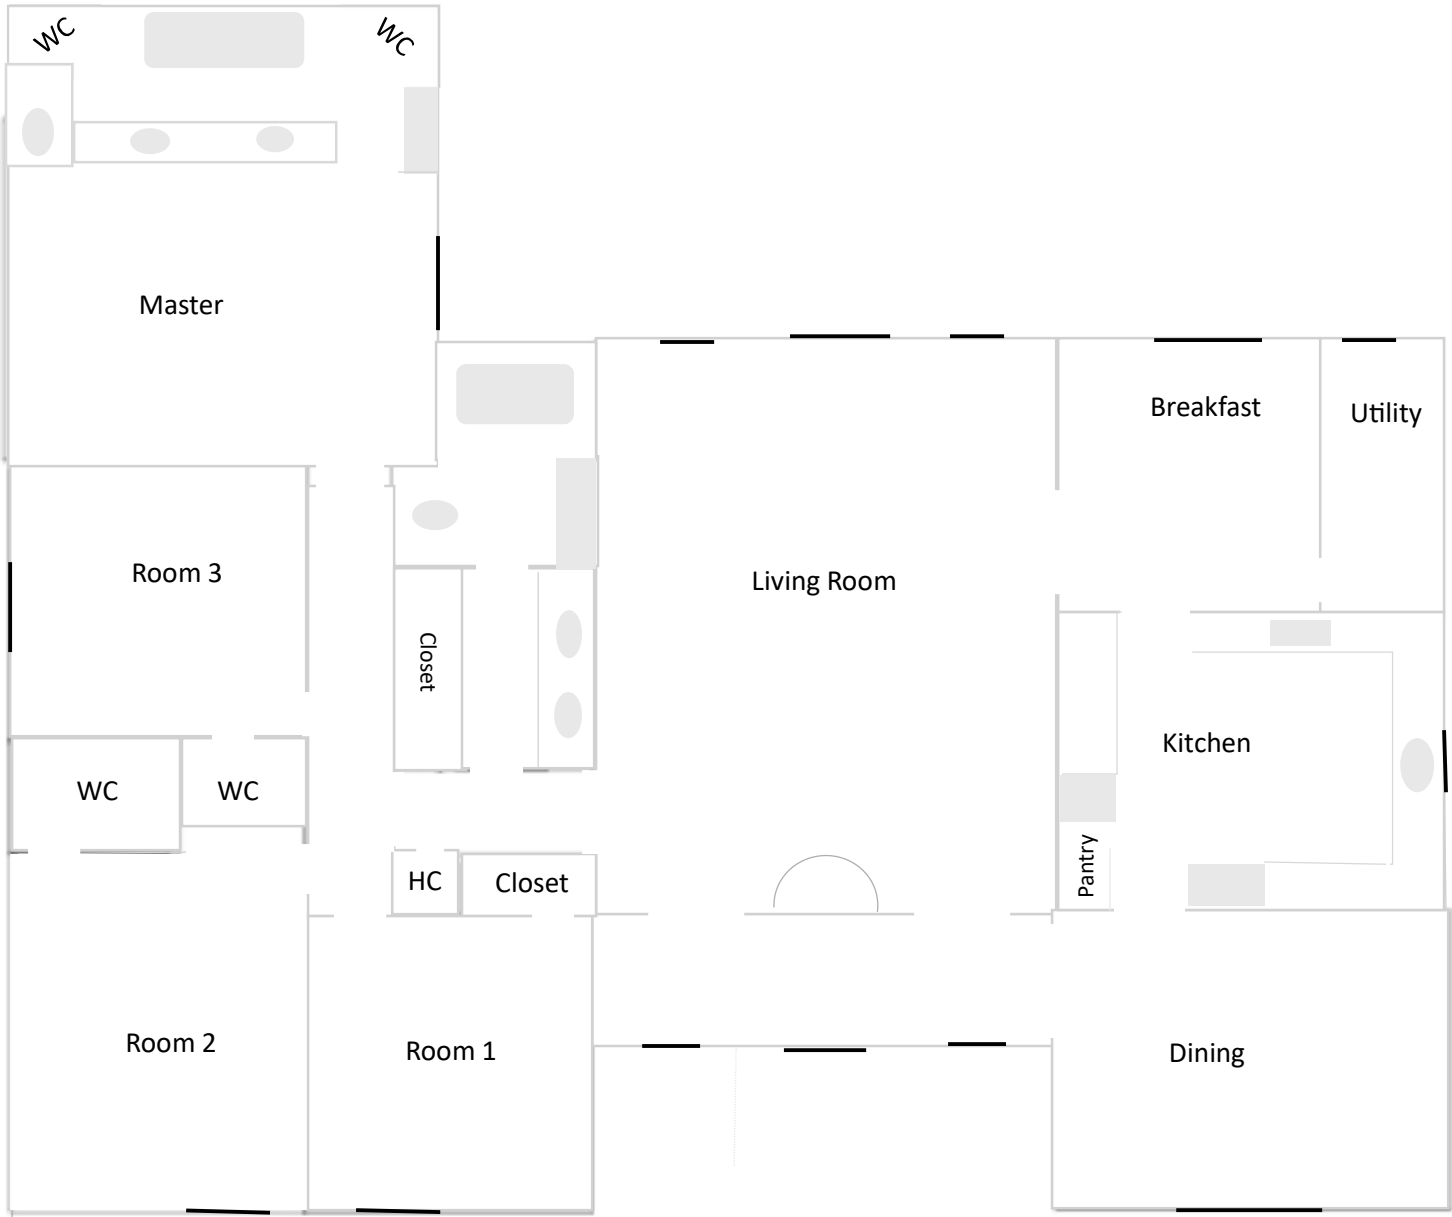 WC
WC
Master
Breakfast
Utility
Room 3
Living Room
Closet
Kitchen
WC
WC
Pantry
HC
Closet
Room 2
Room 1
Dining